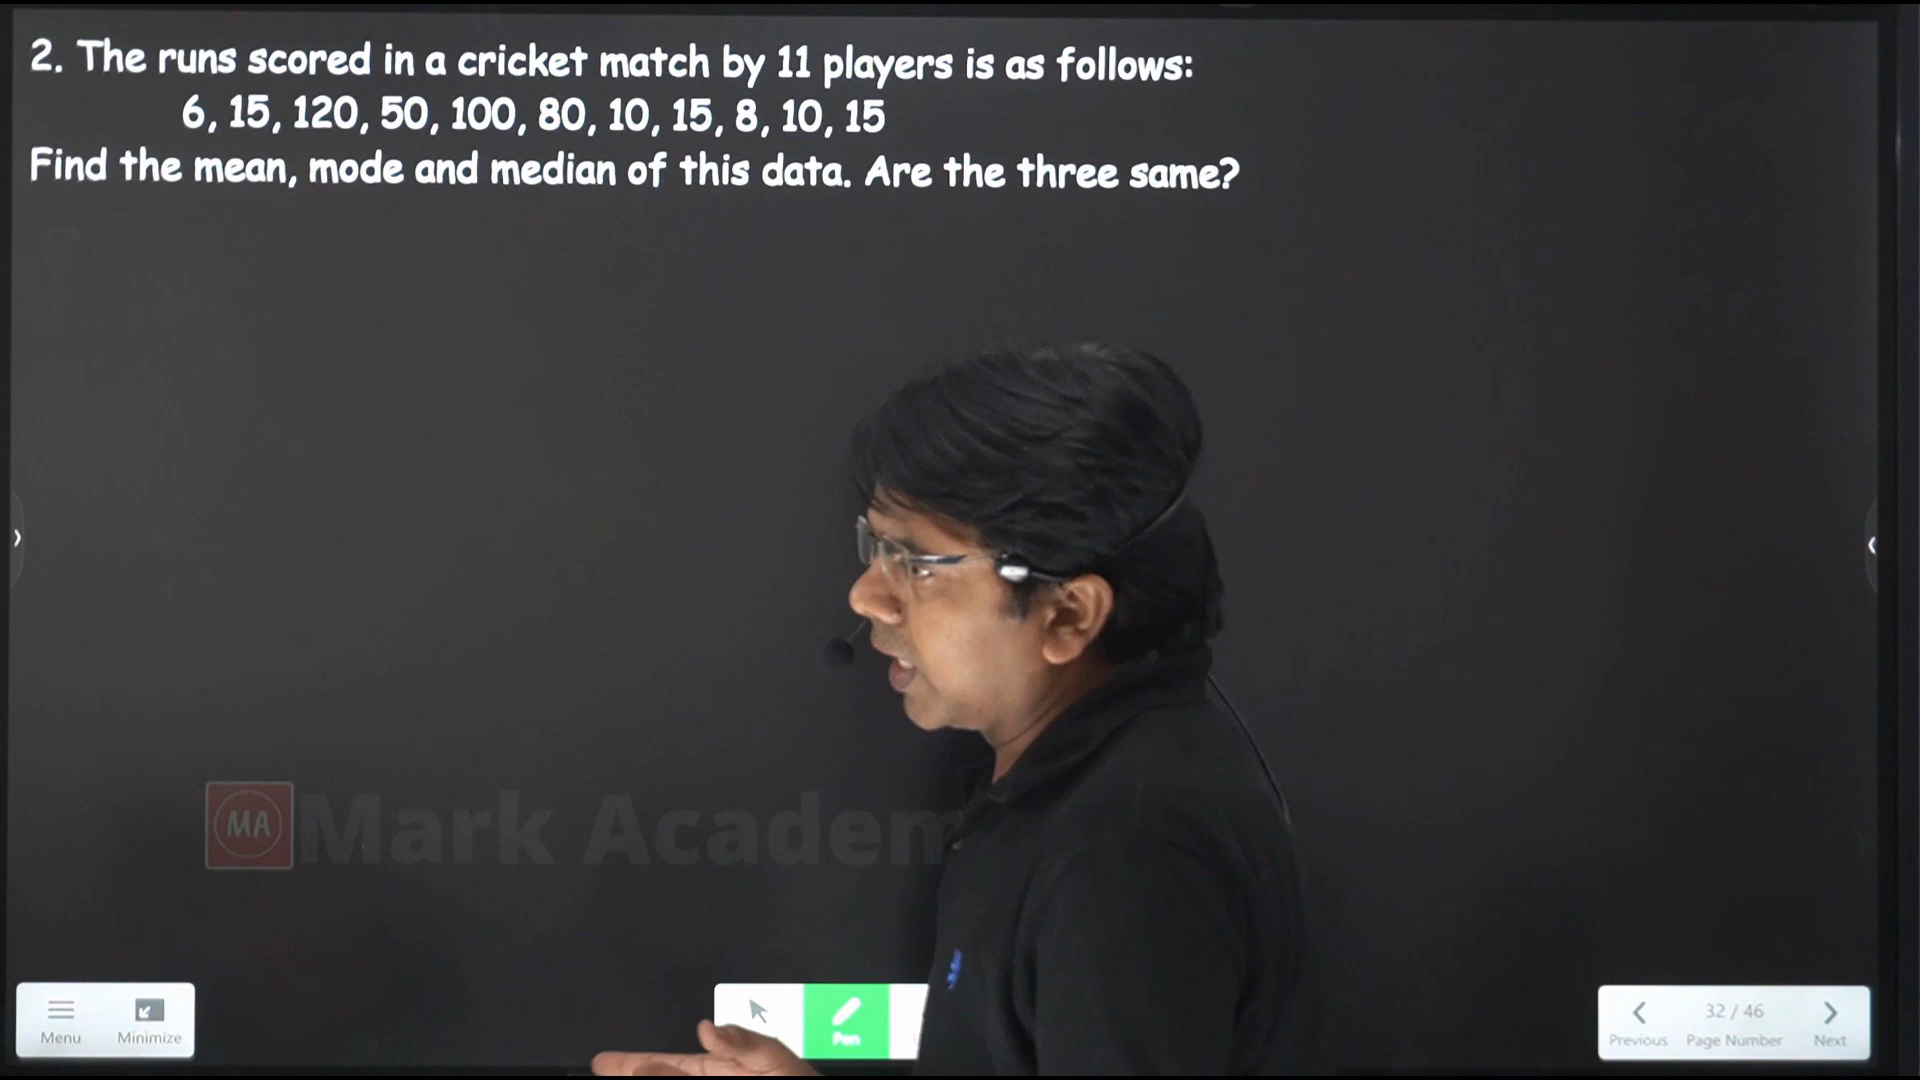 2. The runs scored in a cricket match by 11 players is as follows:
6, 15, 120, 50, 100, 80, 10, 15, 8, 10, 15
Find the mean, mode and median of this data. Are the three same?
MA Mark Academ
Menu
Minimize
Pen
Previous
32 / 46
Page Number
Next